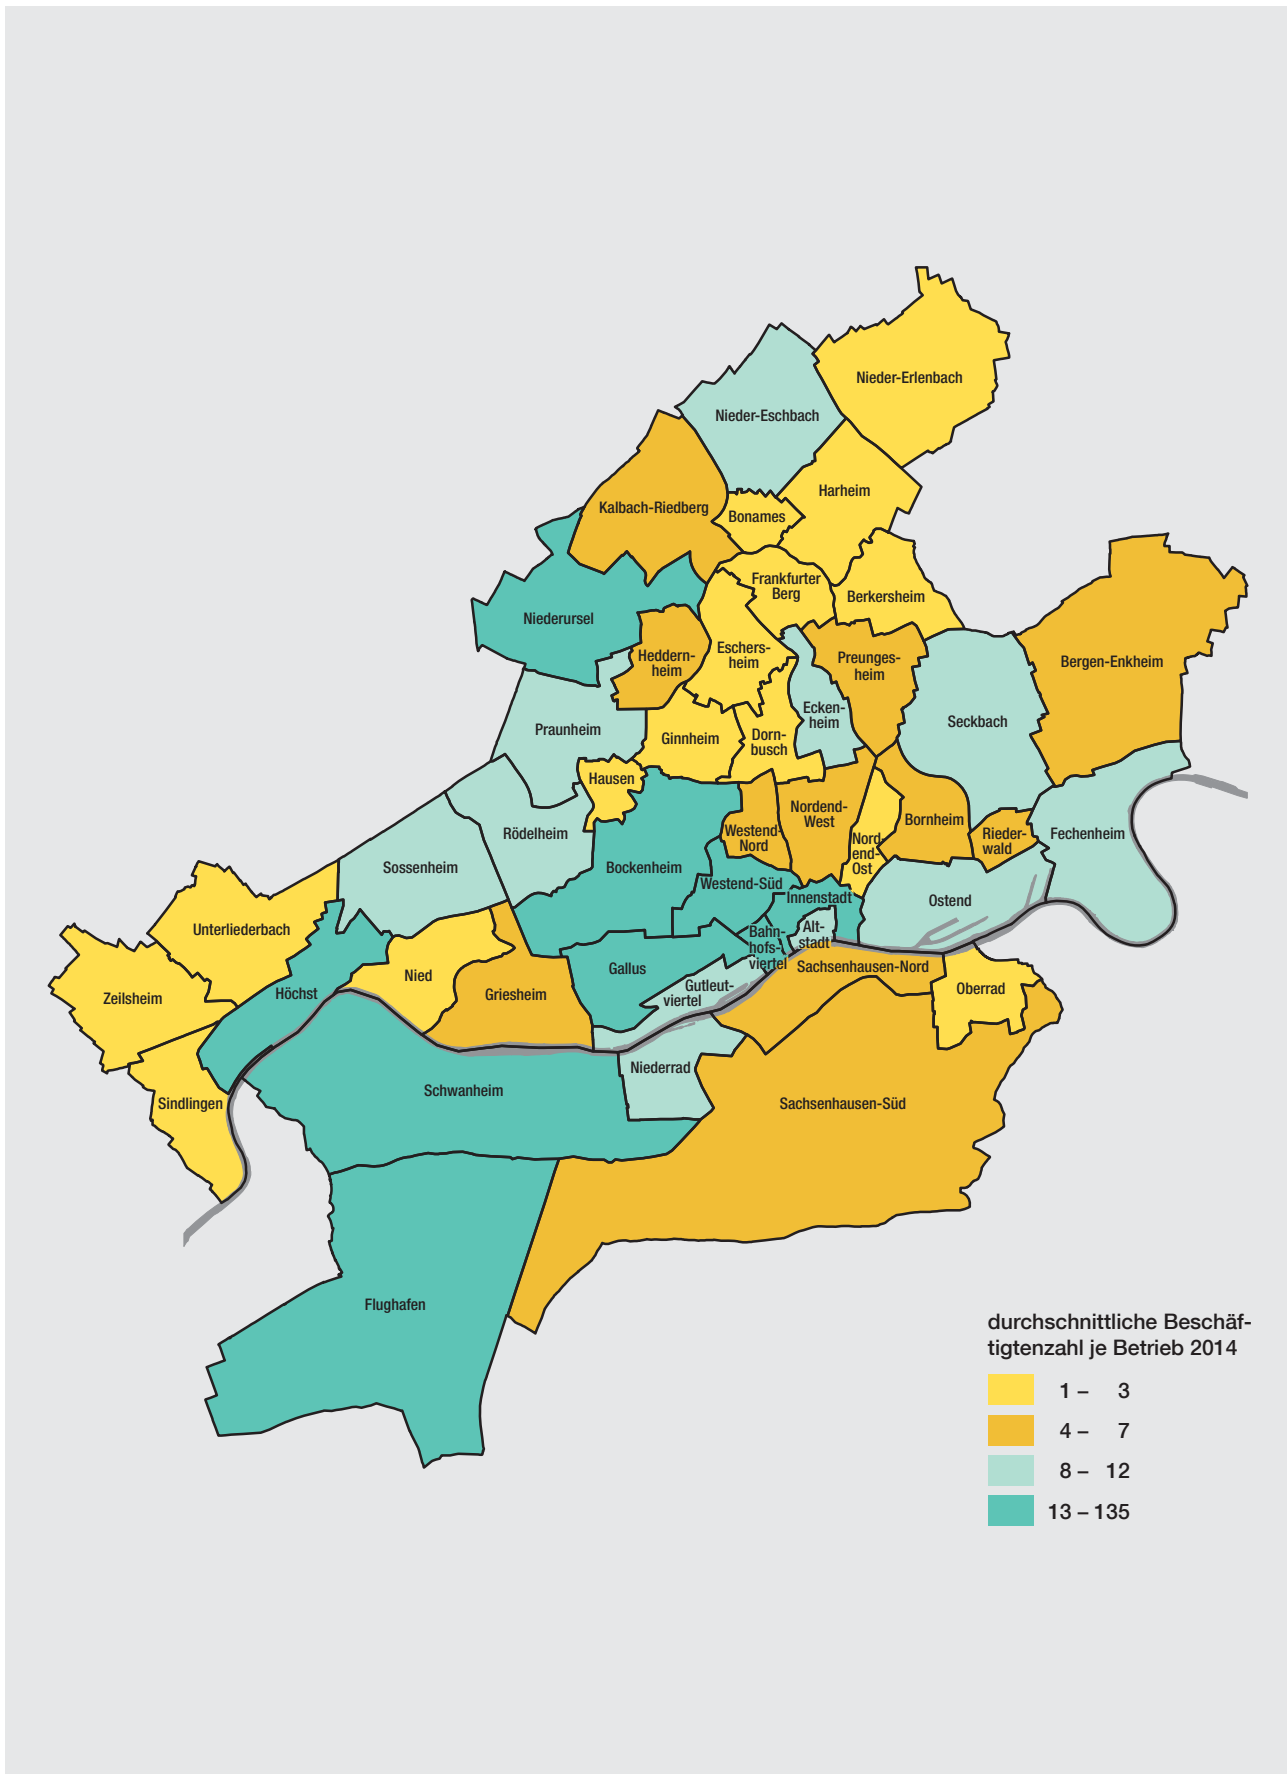 Nieder-Erlenbach
Nieder-Eschbach
Harheim
Kalbach-Riedberg
Bonames
Frankfurter
Berg
Berkersheim
Niederursel
Eschers-
heim
Heddern-
heim
Preunges-
heim
Bergen-Enkheim
Ecken-
heim
Seckbach
Praunheim
Ginnheim
Dorn-
busch
Hausen
Nordend-
West
Bornheim
Rödelheim
Westend-
Nord
Nord-
end-
Ost
Rieder-
wald
Fechenheim
Sossenheim
Bockenheim
Westend-Süd
Innenstadt
Ostend
Unterliederbach
Bahn-
hofs-
viertel
Alt-
stadt
Nied
Gallus
Sachsenhausen-Nord
Zeilsheim
Höchst
Griesheim
Gutleut-
viertel
Oberrad
Niederrad
Schwanheim
Sindlingen
Sachsenhausen-Süd
Flughafen
durchschnittliche Beschäf-
tigtenzahl je Betrieb 2014
1 – 3
4 – 7
8 – 12
13 – 135